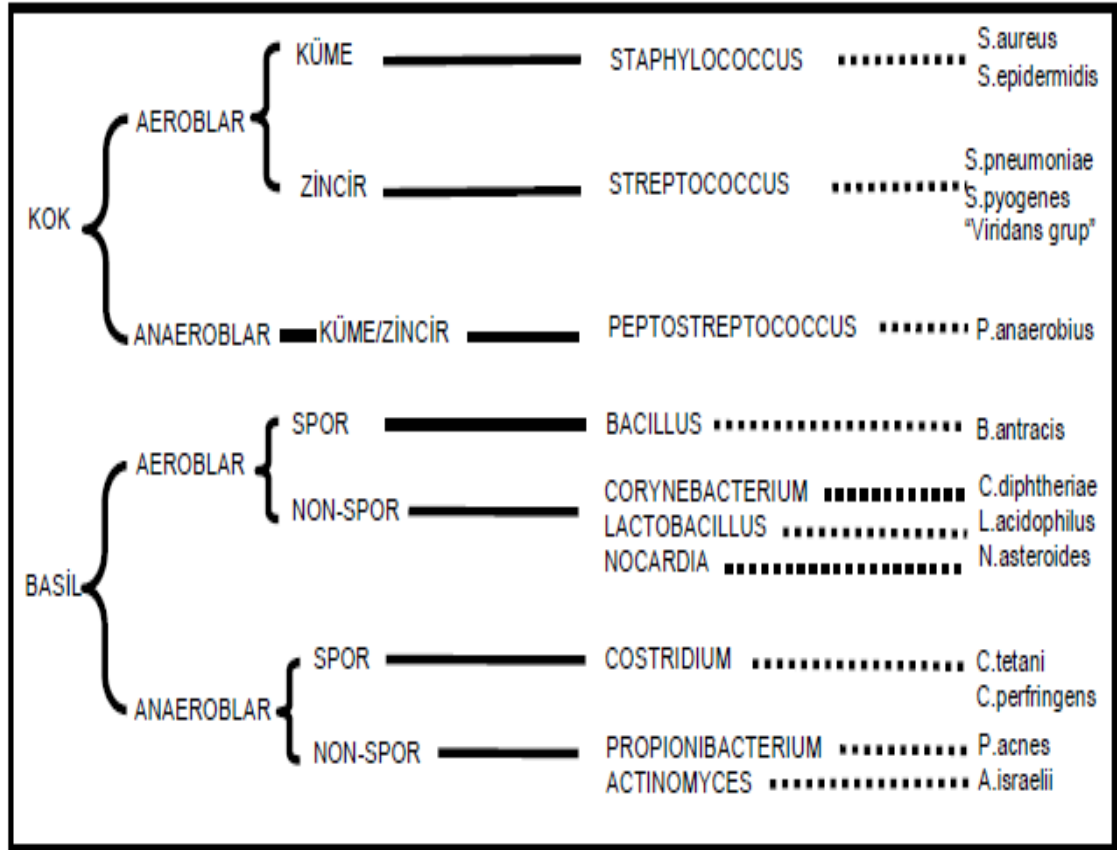 KÜME
STAPHYLOCOCCUS
S.aureus
S.epidermidis
AEROBLAR
ZİNCİR
STREPTOCOCCUS
S.pneumoniae
S.pyogenes
“Viridans grup”
KOK
ANAEROBLAR
KÜME/ZİNCİR
PEPTOSTREPTOCOCCUS
P.anaerobius
SPOR
BACILLUS
B.antracis
AEROBLAR
NON-SPOR
CORYNEBACTERIUM
C.diphtheriae
LACTOBACILLUS
L.acidophilus
NOCARDIA
N.asteroides
BASİL
SPOR
COSTRIDIUM
C.tetani
C.perfringens
ANAEROBLAR
NON-SPOR
PROPIONIBACTERIUM
P.acnes
ACTINOMYCES
A.israelii